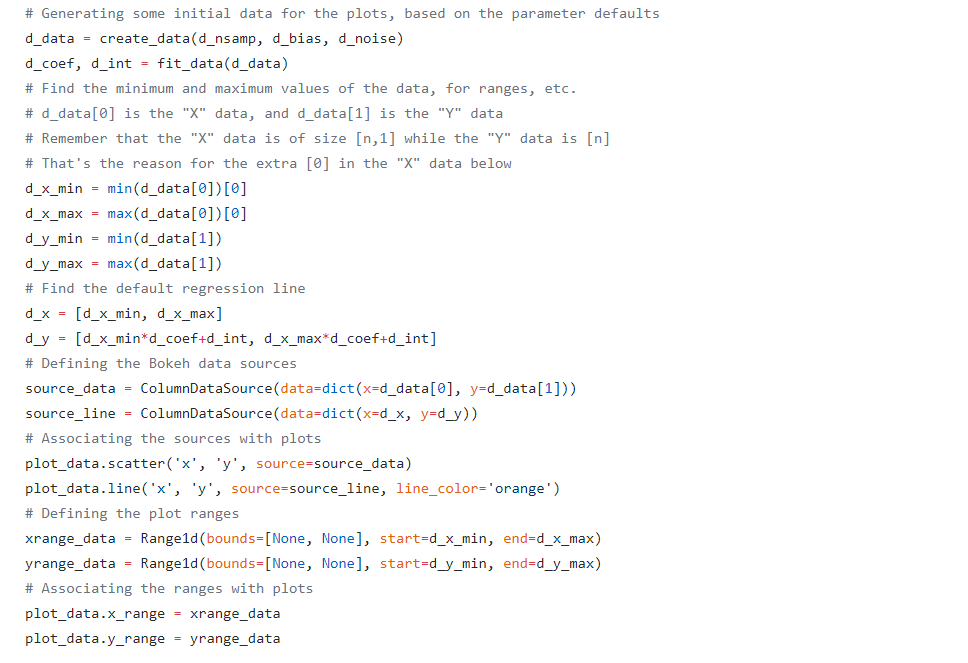 # Generating some initial data for the plots, based on the parameter defaults
d_data = create_data(d_nsamp, d_bias, d_noise)
d_coef, d_int = fit_data(d_data)
# Find the minimum and maximum values of the data, for ranges, etc.
# d_data[0] is the "X" data, and d_data[1] is the "Y" data
# Remember that the "X" data is of size [n,1] while the "Y" data is [n]
# That's the reason for the extra [0] in the "X" data below
d_x_min = min(d_data[0])[0]
d_x_max = max(d_data[0])[0]
d_y_min = min(d_data[1])
d_y_max = max(d_data[1])
# Find the default regression line
d_x = [d_x_min, d_x_max]
d_y = [d_x_min*d_coef+d_int, d_x_max*d_coef+d_int]
# Defining the Bokeh data sources
source_data = ColumnDataSource(data=dict(x=d_data[0], y=d_data[1]))
source_line = ColumnDataSource(data=dict(x=d_x, y=d_y))
# Associating the sources with plots
plot_data.scatter('x', 'y', source=source_data)
plot_data.line('x', 'y', source=source_line, line_color='orange')
# Defining the plot ranges
xrange_data = Range1d(bounds=[None, None], start=d_x_min, end=d_x_max)
yrange_data = Range1d(bounds=[None, None], start=d_y_min, end=d_y_max)
# Associating the ranges with plots
plot_data.x_range = xrange_data
plot_data.y_range = yrange_data